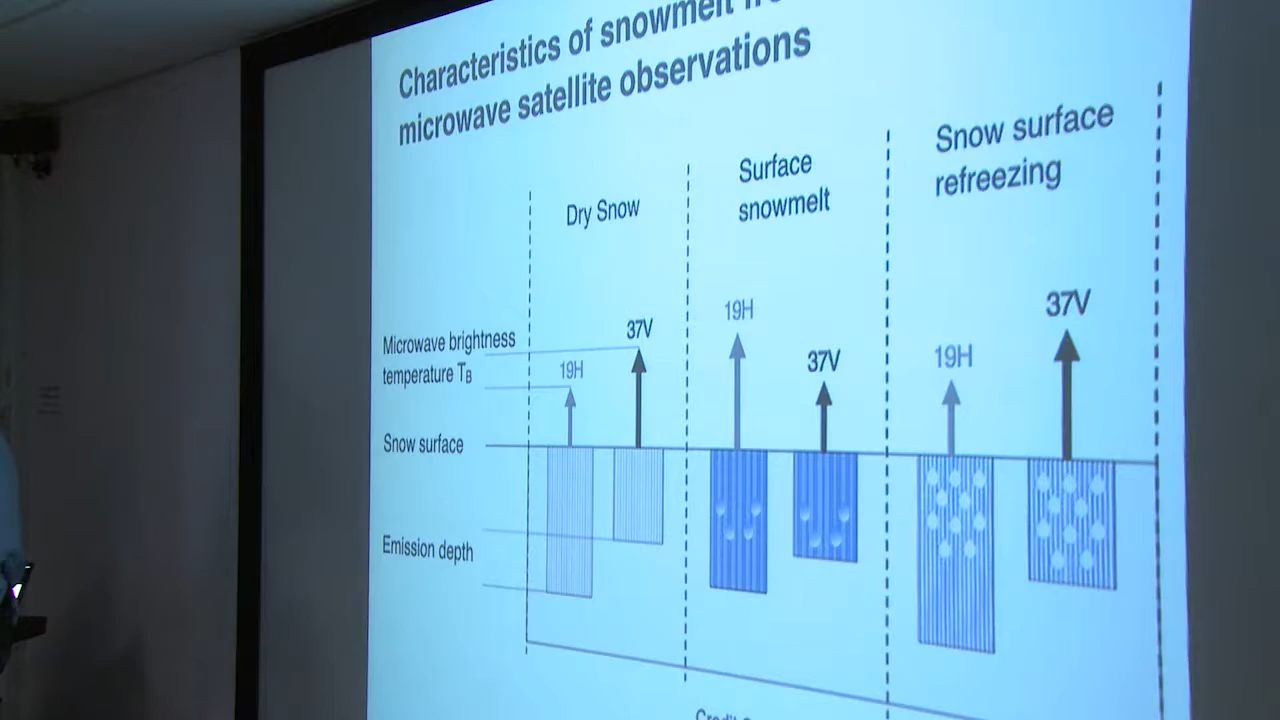 Characteristics of snowmelt
microwave satellite observations
Dry Snow
Surface
snowmelt
Snow surface
refreezing
Microwave brightness
temperature TB
19H
37V
19H
37V
19H
37V
Snow surface
Emission depth